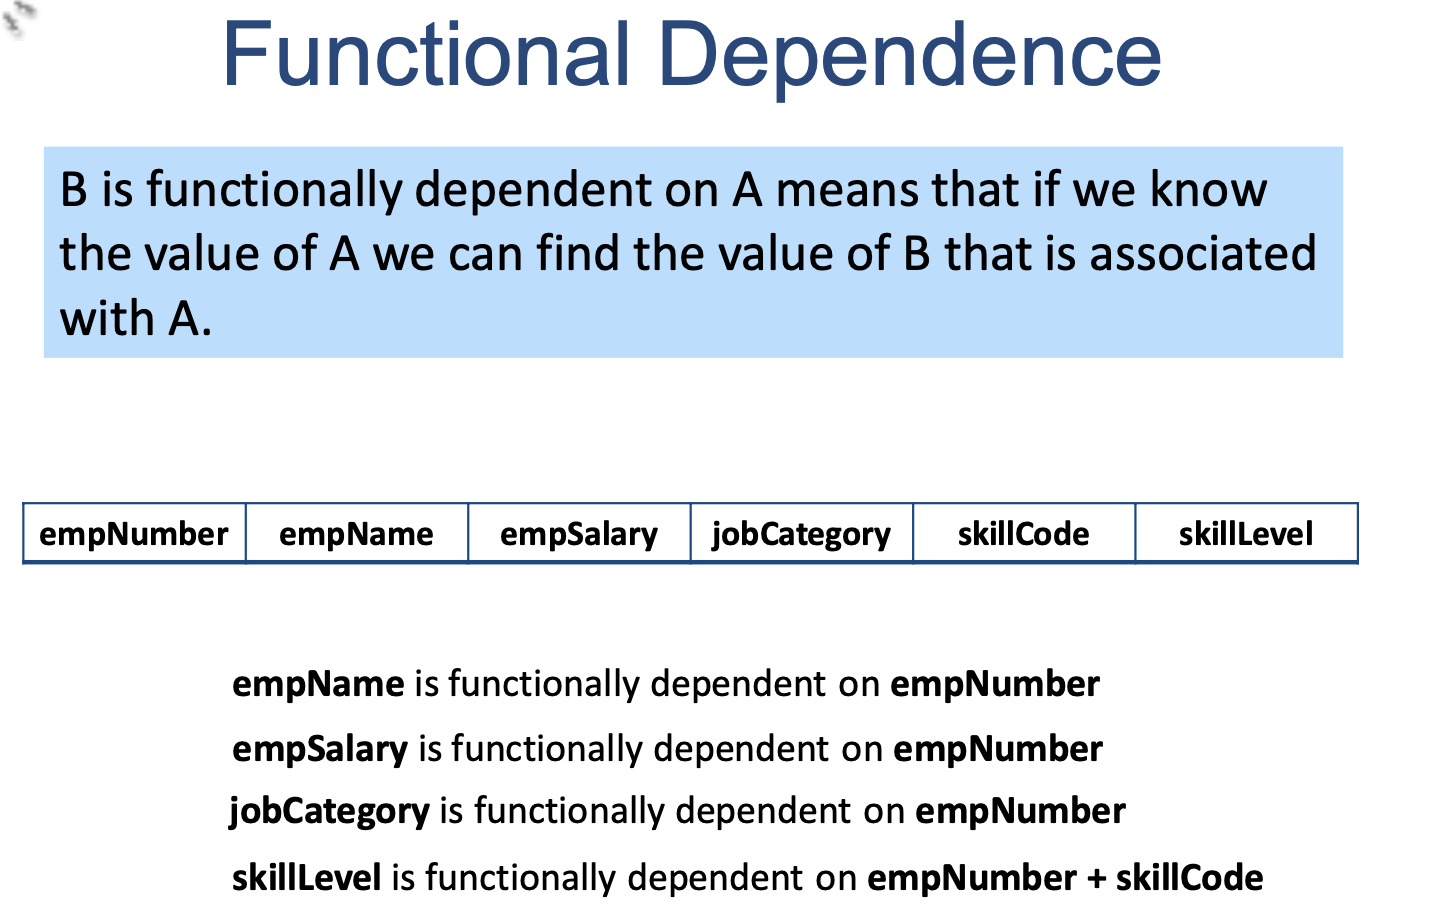 Functional Dependence
B is functionally dependent on A means that if we know
the value of A we can find the value of B that is associated
with A.
empNumber empName empSalary jobCategory skillCode skillLevel
empName is functionally dependent on empNumber
empSalary is functionally dependent on empNumber
jobCategory is functionally dependent on empNumber
skillLevel is functionally dependent on empNumber + skillCode